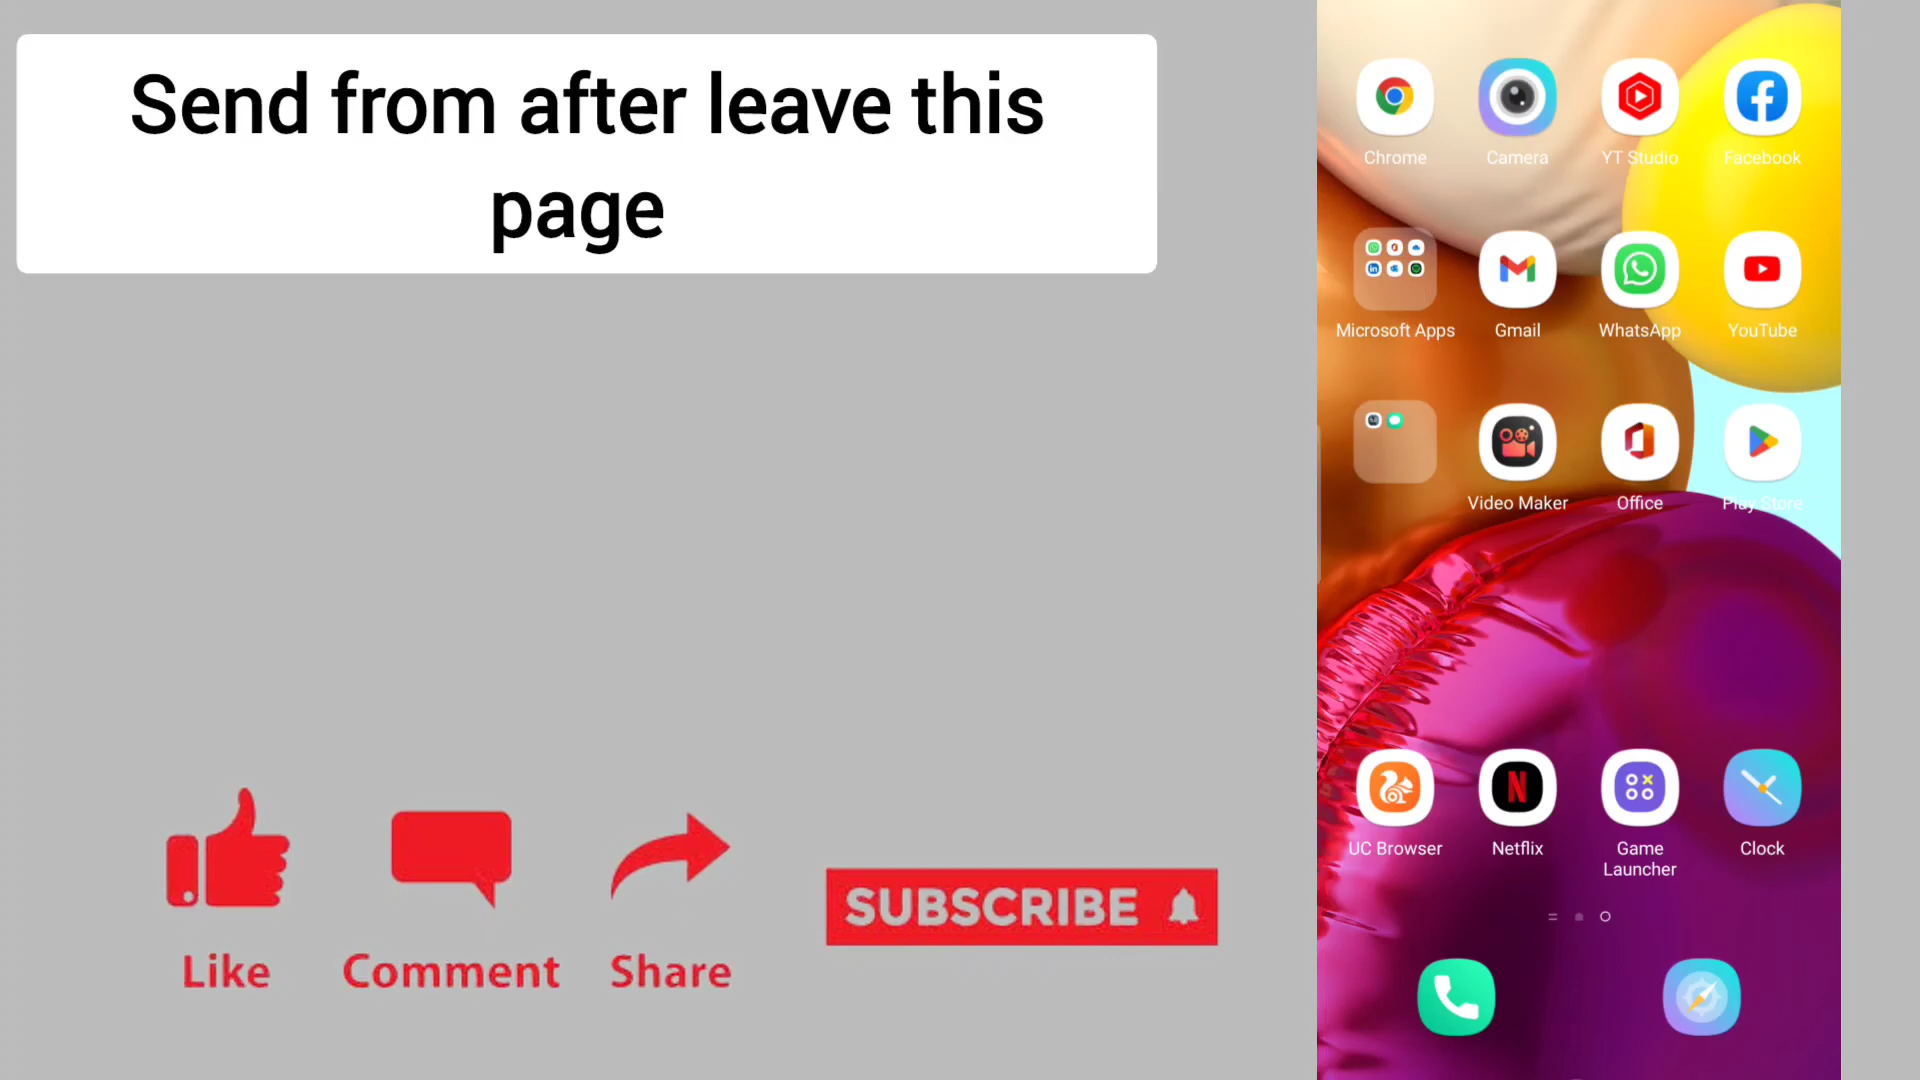 Send from after leave this
page
Like
Comment
Share
SUBSCRIBE
Chrome
Camera
YT Studio
Facebook
Microsoft Apps
Gmail
WhatsApp
YouTube
Video Maker
Office
Play Store
UC Browser
Netflix
Game
Launcher
Clock